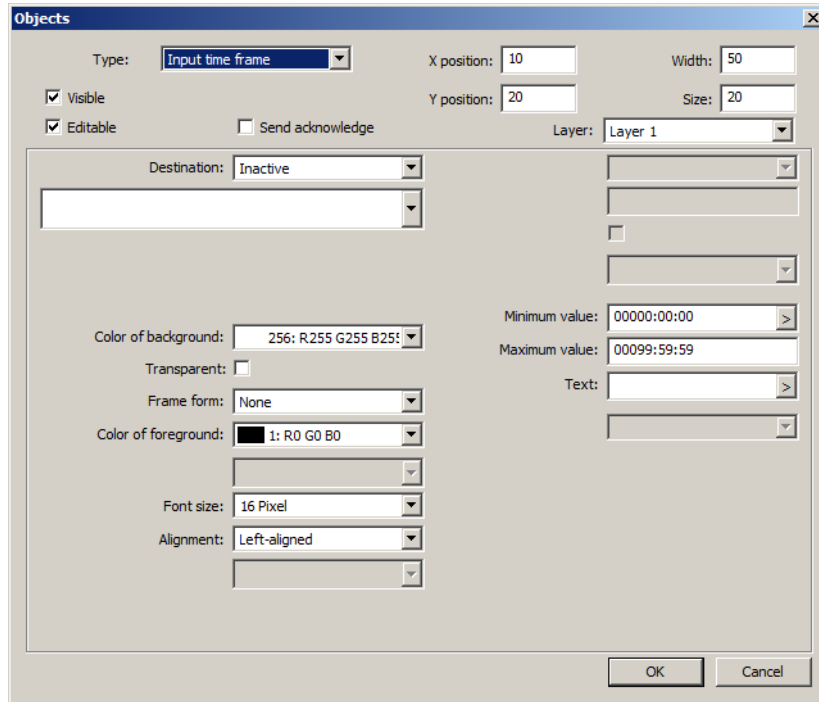 Objects
Type: Input time frame X position: 10 Width: 50
Visible Y position: 20 Size: 20
Editable Send acknowledge Layer: Layer 1
Destination: Inactive
Minimum value: 00000:00:00 >
Color of background: 256: R255 G255 B255
Maximum value: 00099:59:59
Transparent:
Text: >
Frame form: None
Color of foreground: 1: R0 G0 B0
Font size: 16 Pixel
Alignment: Left-aligned
OK Cancel